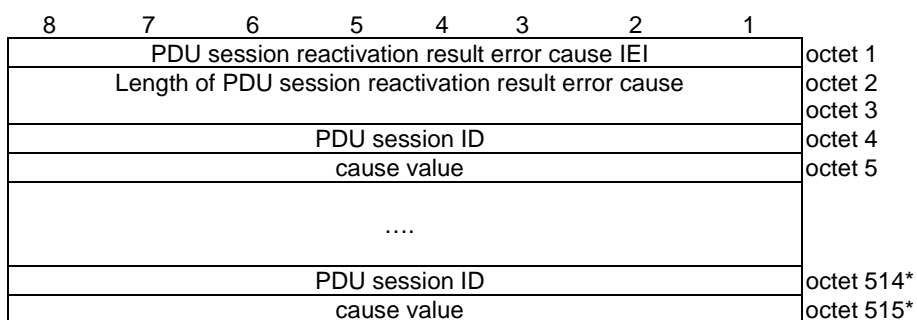 8 7 6 5 4 3 2 1
PDU session reactivation result error cause IEI octet 1
Length of PDU session reactivation result error cause octet 2
octet 3
PDU session ID octet 4
cause value octet 5
….
PDU session ID octet 514*
cause value octet 515*